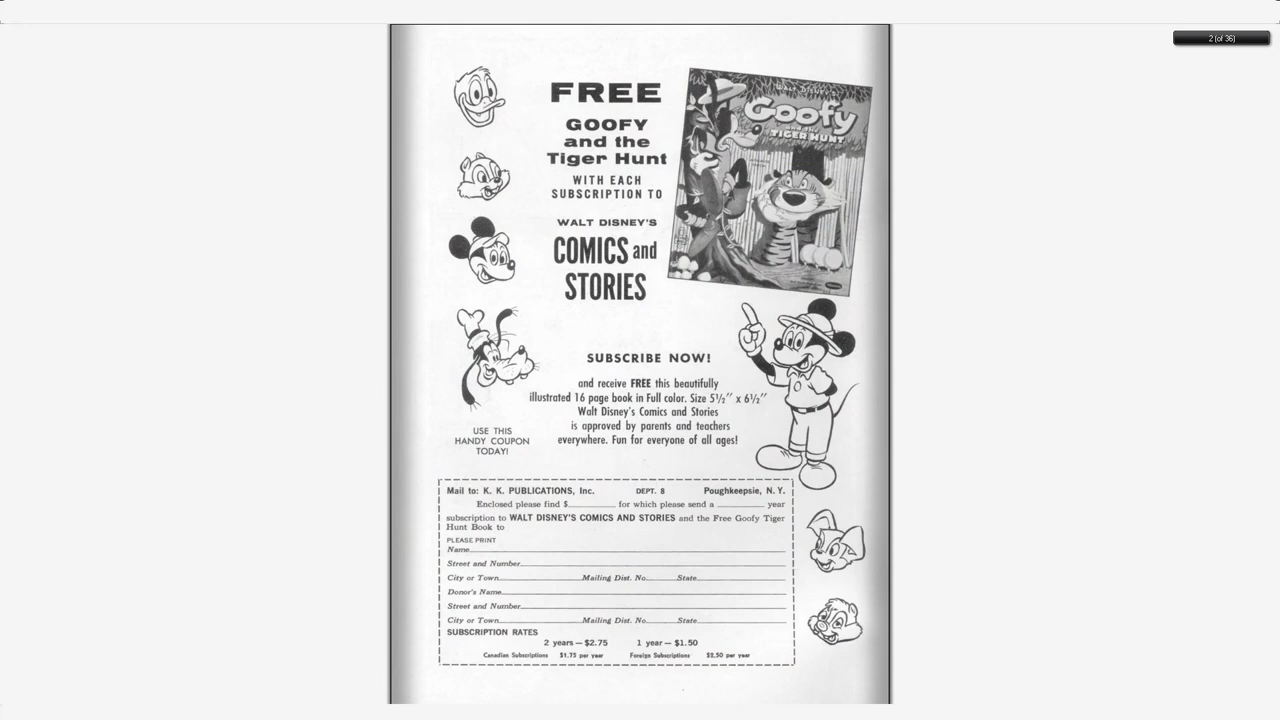 2 (of 36)
FREE
GOOFY
and the
Tiger Hunt
WITH EACH
SUBSCRIPTION TO
WALT DISNEY'S
COMICS and
STORIES
WALT DISNEY'S
Goofy
and the
TIGER HUNT
SUBSCRIBE NOW!
and receive FREE this beautifully
illustrated 16 page book in Full color. Size 5½" x 6½"
Walt Disney's Comics and Stories
is approved by parents and teachers
everywhere. Fun for everyone of all ages!
USE THIS
HANDY COUPON
TODAY!
Mail to: K. K. PUBLICATIONS, Inc. DEPT. 8 Poughkeepsie, N. Y.
Enclosed please find $ for which please send a year
subscription to WALT DISNEY'S COMICS AND STORIES and the Free Goofy Tiger
Hunt Book to
PLEASE PRINT
Name
Street and Number
City or Town Mailing Dist. No. State
Donor's Name
Street and Number
City or Town Mailing Dist. No. State
SUBSCRIPTION RATES
2 years — $2.75 1 year — $1.50
Canadian Subscriptions $1.75 per year Foreign Subscriptions $2.50 per year